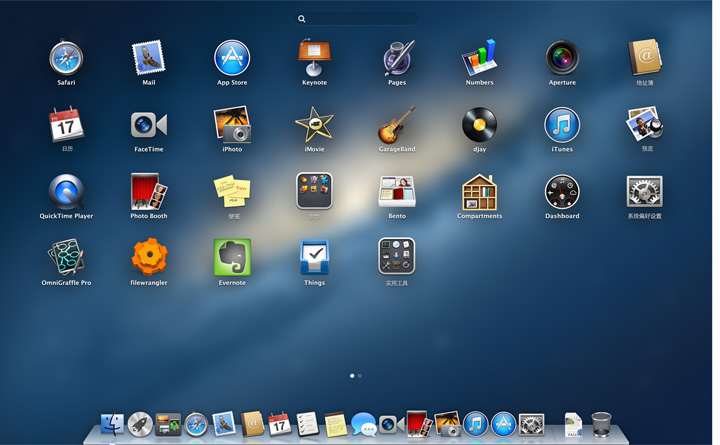 Safari
Mail
App Store
Keynote
Pages
Numbers
Aperture
地址簿
17
日历
FaceTime
iPhoto
iMovie
GarageBand
djay
iTunes
预览
QuickTime Player
Photo Booth
便笺
Bento
Compartments
Dashboard
系统偏好设置
OmniGraffle Pro
filewrangler
Evernote
Things
实用工具
17